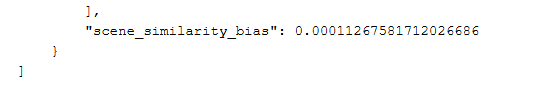 ],
"scene_similarity_bias": 0.00011267581712026686
}
]